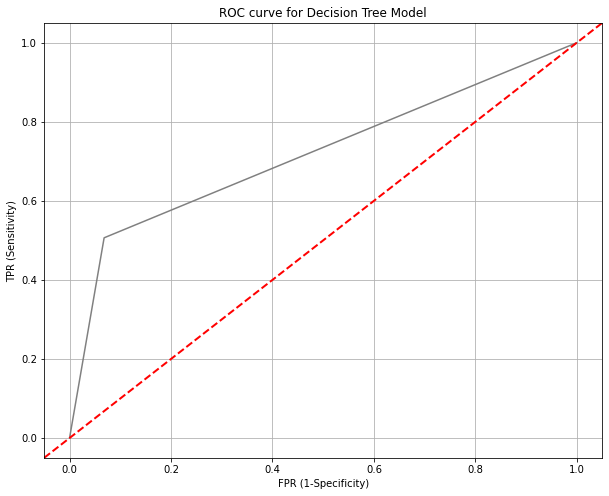 ROC curve for Decision Tree Model
TPR (Sensitivity)
1.0
0.8
0.6
0.4
0.2
0.0
0.0 0.2 0.4 0.6 0.8 1.0
FPR (1-Specificity)